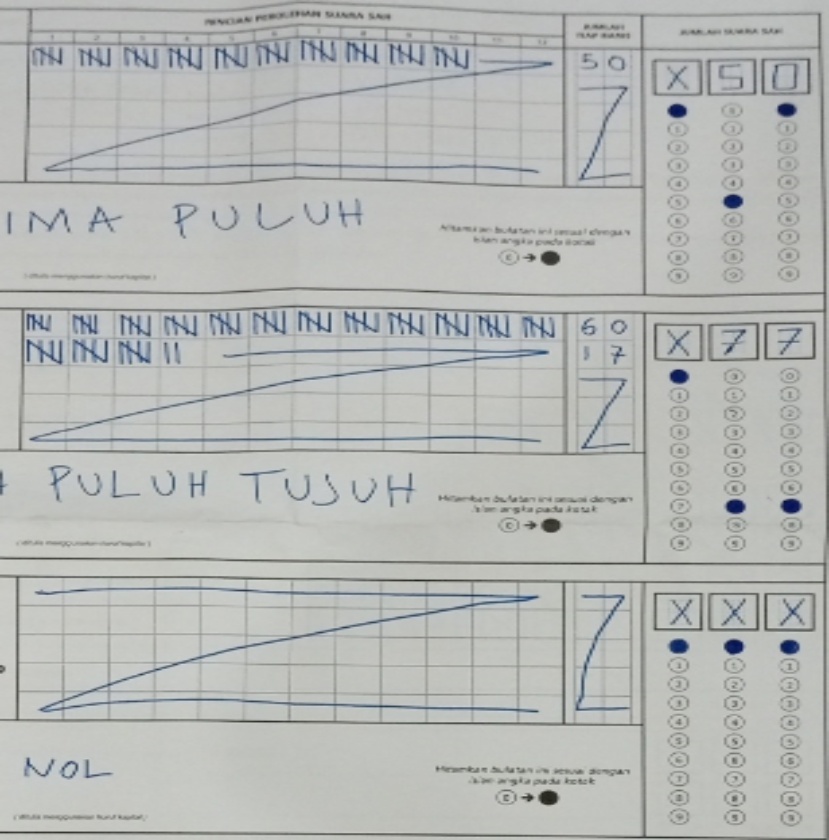 RINCIAN PEROLEHAN SUARA SAH
JUMLAH
TIAP BARIS
JUMLAH SUARA SAH
1 2 3 4 5 6 7 8 9 10 11 12
50
X 5 0
IMA PULUH
Hitamkan bulatan ini sesuai dengan
isian angka pada kotak
(ditulis menggunakan huruf kapital)
60
17
X 7 7
PULUH TUJUH
Hitamkan bulatan ini sesuai dengan
isian angka pada kotak
(ditulis menggunakan huruf kapital)
X X X
NOL
Hitamkan bulatan ini sesuai dengan
isian angka pada kotak
(ditulis menggunakan huruf kapital)